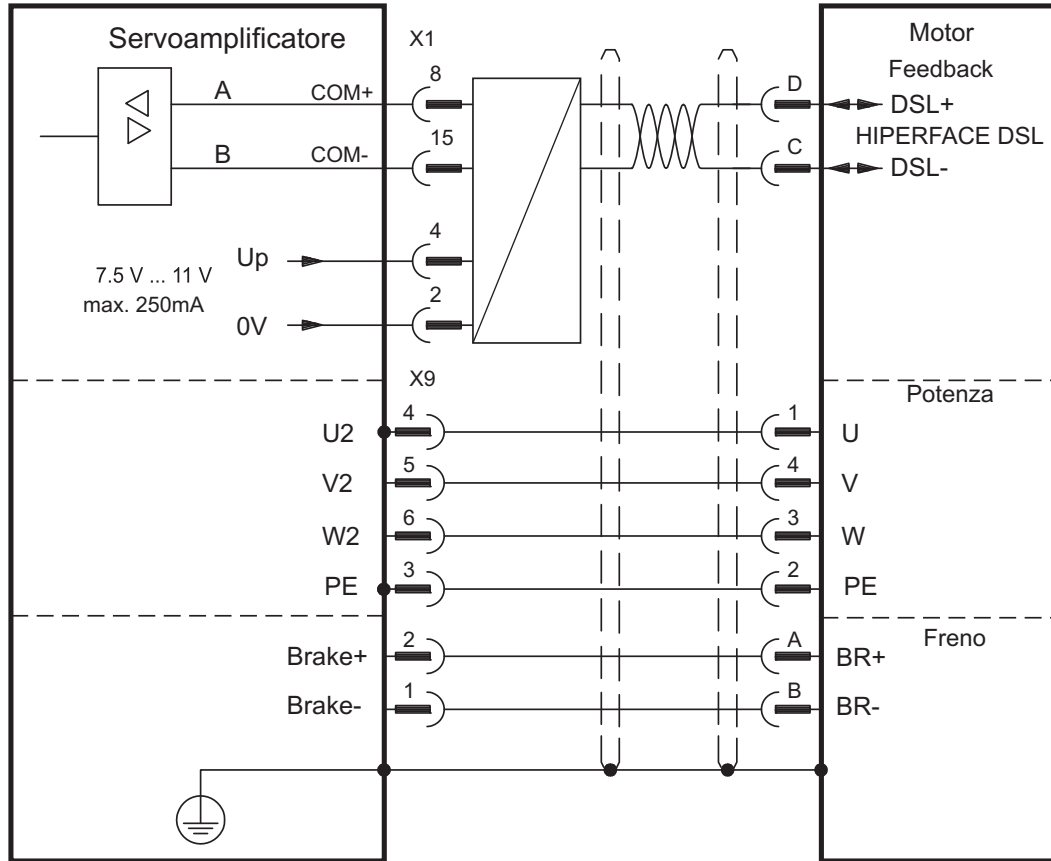 Servoamplificatore
X1
Motor
Feedback
8
D
A
COM+
DSL+
HIPERFACE DSL
15
C
B
COM-
DSL-
4
Up
7.5 V ... 11 V
max. 250mA
2
0V
X9
Potenza
4
1
U2
U
5
4
V2
V
6
3
W2
W
3
2
PE
PE
Freno
2
A
Brake+
BR+
1
B
Brake-
BR-